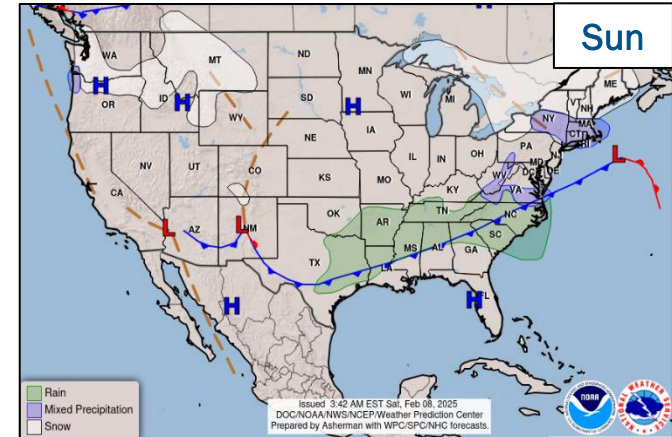 Sun
WA
MT
ND
MN
ME
OR
ID
WY
SD
WI
MI
VT
NH
NY
MA
CT
RI
NV
UT
CO
NE
IA
IL
IN
OH
PA
NJ
MD
DE
DC
WV
VA
CA
KS
MO
KY
AZ
NM
OK
AR
TN
NC
SC
TX
LA
MS
AL
GA
FL
H
H
H
H
H
H
L
L
L
L
Rain
Mixed Precipitation
Snow
Issued 3:42 AM EST Sat, Feb 08, 2025
DOC/NOAA/NWS/NCEP/Weather Prediction Center
Prepared by Asherman with WPC/SPC/NHC forecasts.
NOAA
NATIONAL WEATHER SERVICE